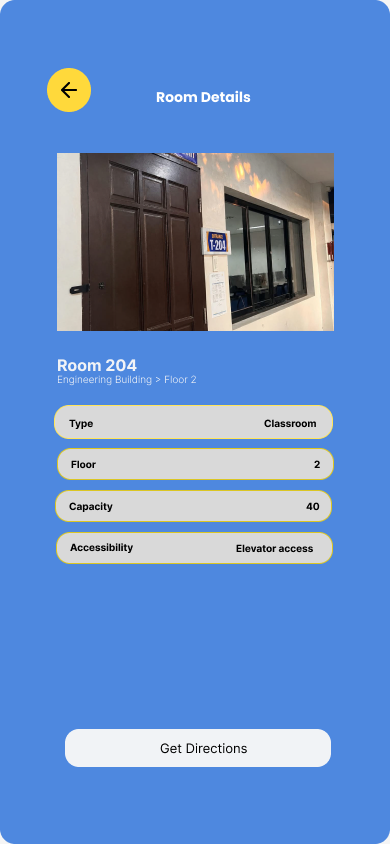 Room Details
T-204
Room 204
Engineering Building > Floor 2
Type Classroom
Floor 2
Capacity 40
Accessibility Elevator access
Get Directions